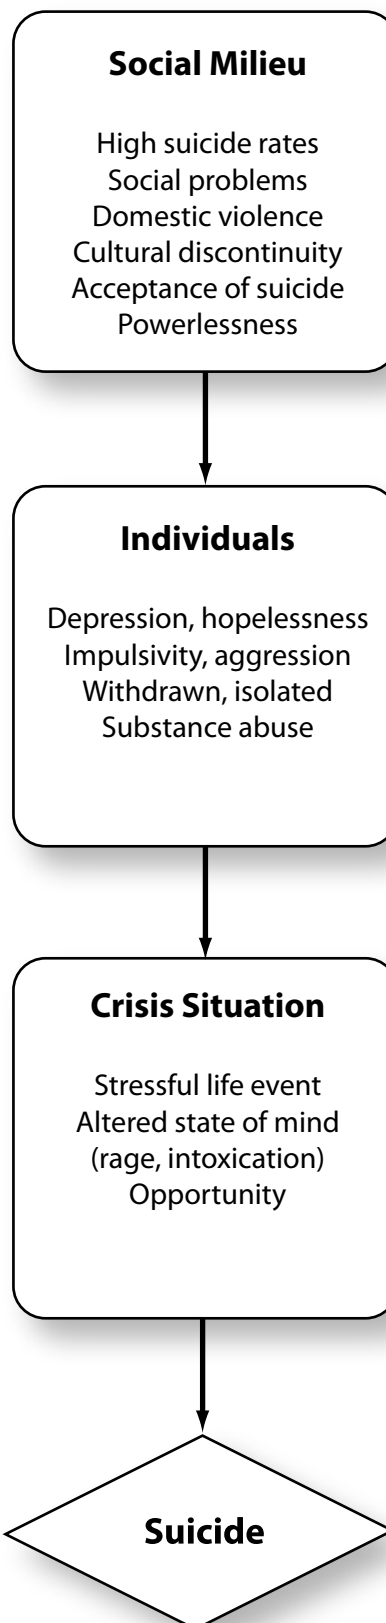 Social Milieu
High suicide rates
Social problems
Domestic violence
Cultural discontinuity
Acceptance of suicide
Powerlessness
Individuals
Depression, hopelessness
Impulsivity, aggression
Withdrawn, isolated
Substance abuse
Crisis Situation
Stressful life event
Altered state of mind
(rage, intoxication)
Opportunity
Suicide